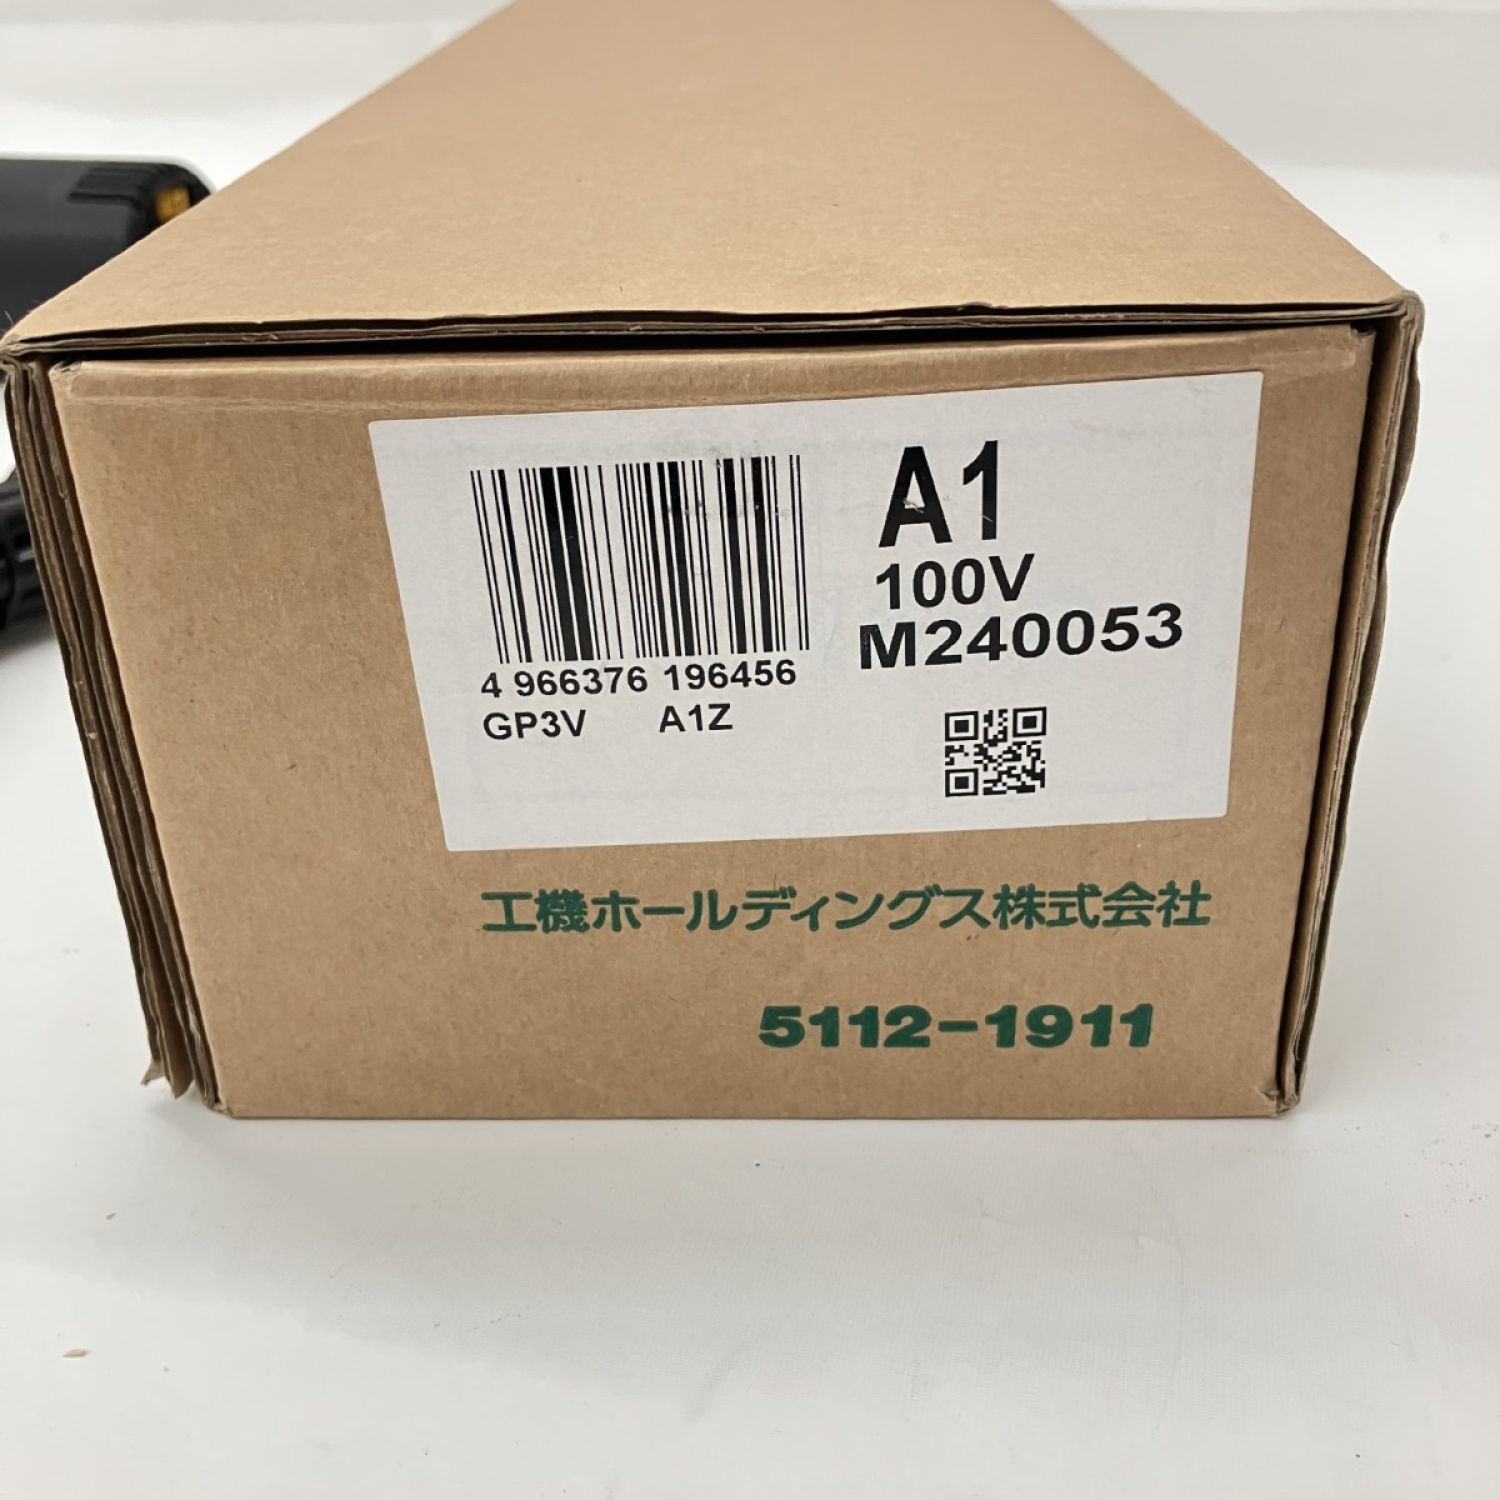 A1
100V
M240053
4 966376 196456
GP3V A1Z
工機ホールディングス株式会社
5112-1911